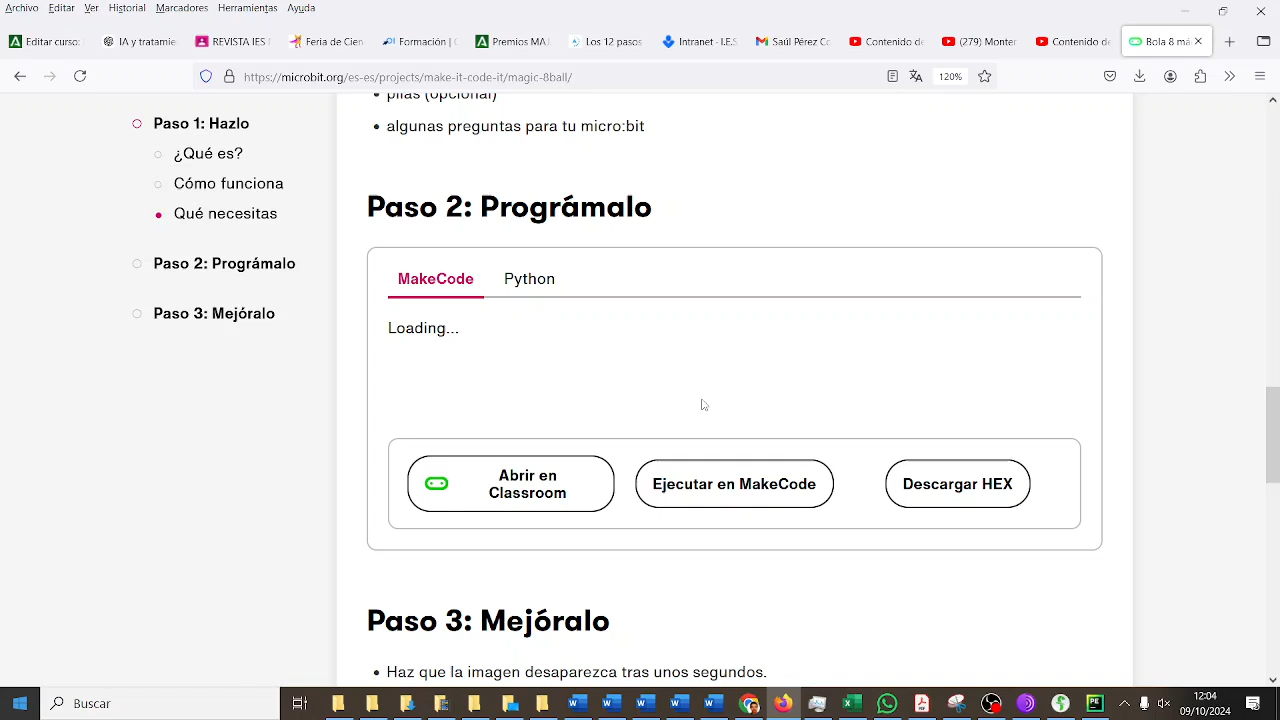 Archivo Editar Ver Historial Marcadores Herramientas Ayuda
Editar curso: IA y tratamie REVISTA IES Feria de Cien Formación | C Premios MA Los 12 pasos Intranet - I.E.S. Saúl Pérez Co Contenido de (279) Monter Contenido de Bola 8 m
https://microbit.org/es-es/projects/make-it-code-it/magic-8ball/ 120%
pilas (opcional)
algunas preguntas para tu micro:bit
Paso 1: Hazlo
¿Qué es?
Cómo funciona
Qué necesitas
Paso 2: Prográmalo
Paso 3: Mejóralo
Paso 2: Prográmalo
MakeCode Python
Loading...
Abrir en
Classroom
Ejecutar en MakeCode
Descargar HEX
Paso 3: Mejóralo
Haz que la imagen desaparezca tras unos segundos.
Buscar
12:04
09/10/2024